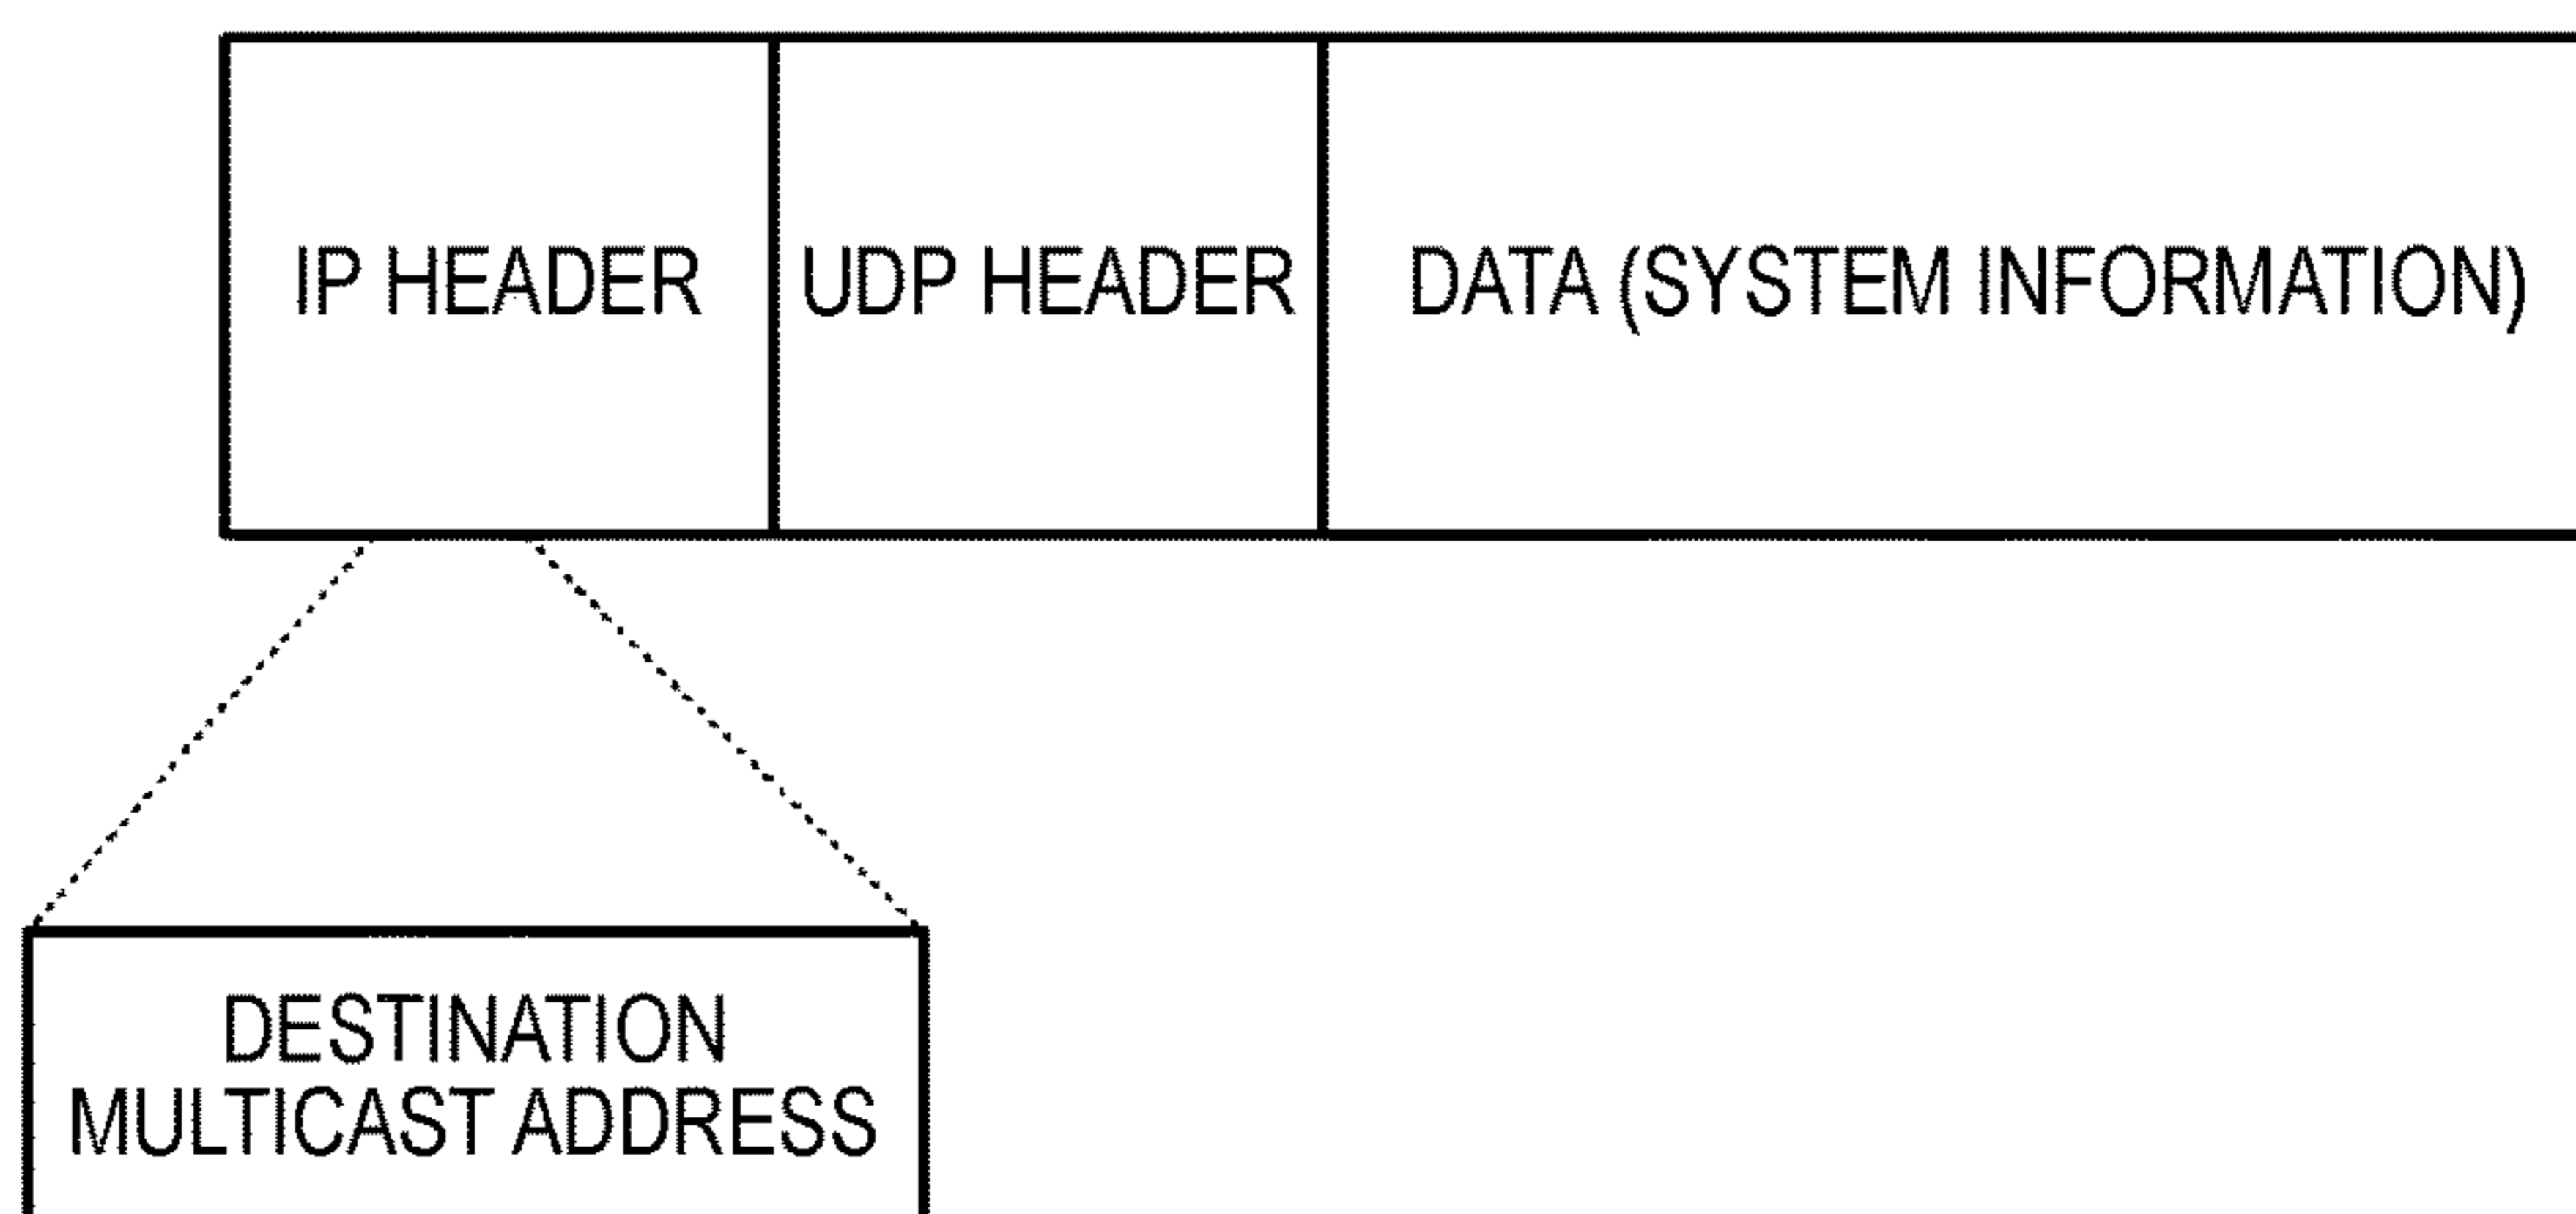 IP HEADER
UDP HEADER
DATA (SYSTEM INFORMATION)
DESTINATION
MULTICAST ADDRESS